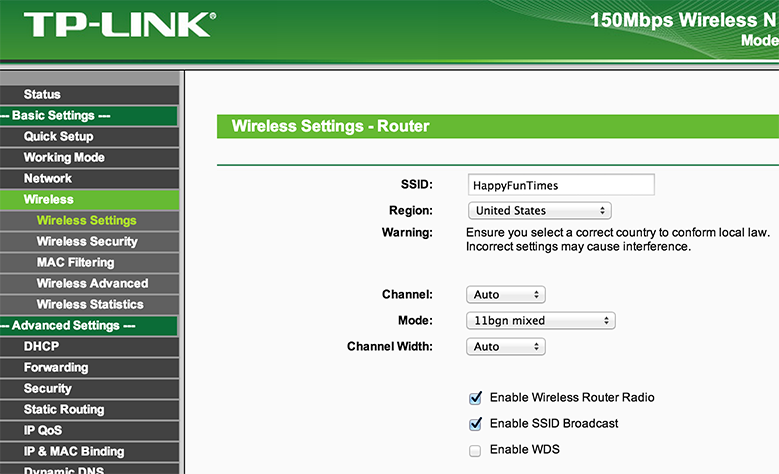 TP-LINK®
150Mbps Wireless N
Mode
Status
--- Basic Settings ---
Quick Setup
Working Mode
Network
Wireless
Wireless Settings
Wireless Security
MAC Filtering
Wireless Advanced
Wireless Statistics
--- Advanced Settings ---
DHCP
Forwarding
Security
Static Routing
IP QoS
IP & MAC Binding
Dynamic DNS
Wireless Settings - Router
SSID: HappyFunTimes
Region: United States
Warning: Ensure you select a correct country to conform local law.
Incorrect settings may cause interference.
Channel: Auto
Mode: 11bgn mixed
Channel Width: Auto
Enable Wireless Router Radio
Enable SSID Broadcast
Enable WDS